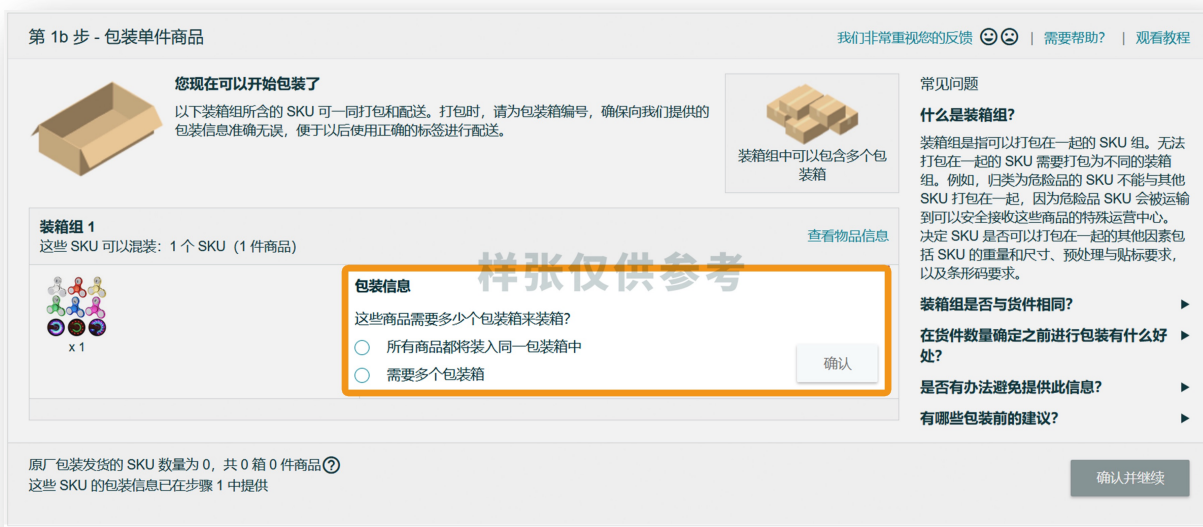 第 1b 步 - 包装单件商品
我们非常重视您的反馈 | 需要帮助? | 观看教程
您现在可以开始包装了
以下装箱组所含的 SKU 可一同打包和配送。打包时，请为包装箱编号，确保向我们提供的
包装信息准确无误，便于以后使用正确的标签进行配送。
装箱组中可以包含多个包
装箱
装箱组 1
这些 SKU 可以混装：1 个 SKU（1 件商品）
查看物品信息
样张仅供参考
x 1
包装信息
这些商品需要多少个包装箱来装箱?
所有商品都将装入同一包装箱中
需要多个包装箱
确认
常见问题
什么是装箱组?
装箱组是指可以打包在一起的 SKU 组。无法
打包在一起的 SKU 需要打包为不同的装箱
组。例如，归类为危险品的 SKU 不能与其他
SKU 打包在一起，因为危险品 SKU 会被运输
到可以安全接收这些商品的特殊运营中心。
决定 SKU 是否可以打包在一起的其他因素包
括 SKU 的重量和尺寸、预处理与贴标要求，
以及条形码要求。
装箱组是否与货件相同?
在货件数量确定之前进行包装有什么好
处?
是否有办法避免提供此信息?
有哪些包装前的建议?
原厂包装发货的 SKU 数量为 0，共 0 箱 0 件商品?
这些 SKU 的包装信息已在步骤 1 中提供
确认并继续